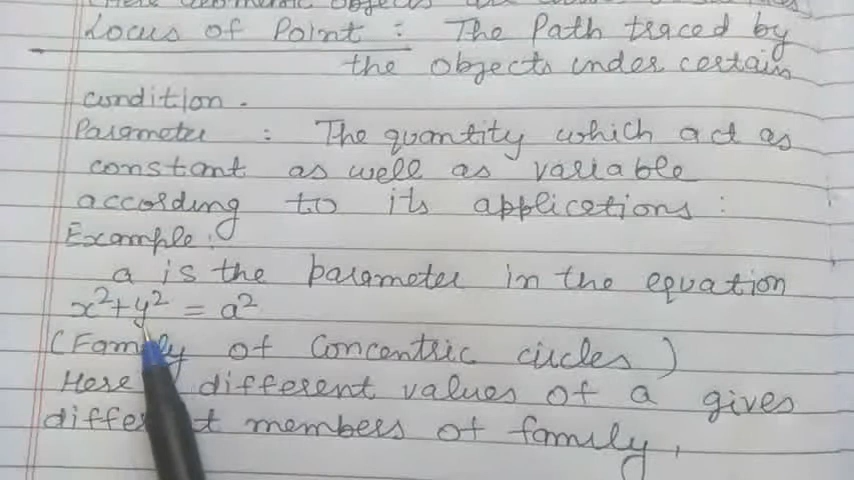 Locus of Point : The Path traced by
the objects under certain
condition.
Parameter : The quantity which act as
constant as well as variable
according to its applicetions :
Example :
a is the parameter in the equation
x² + y² = a²
(Family of Concentric circles)
Here different values of a gives
different members of family,